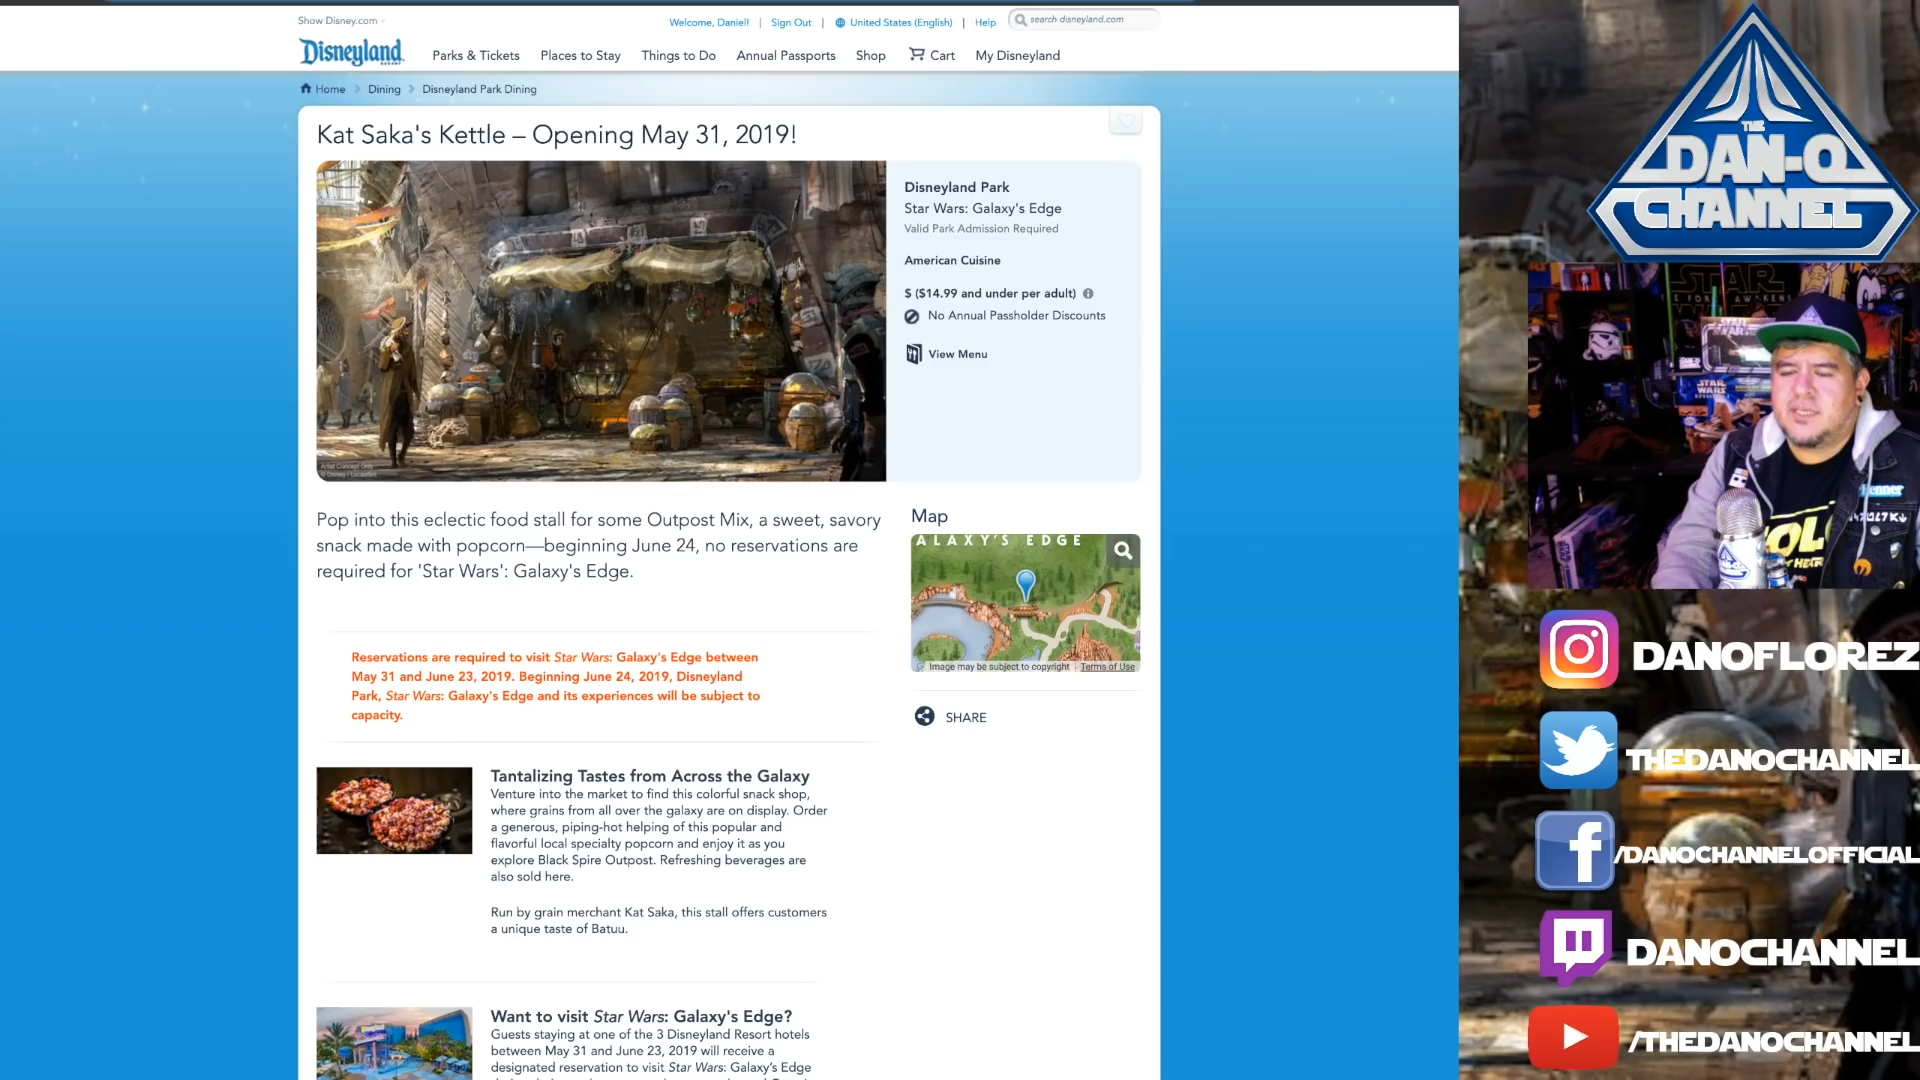 Show Disney.com
Welcome, Daniel! | Sign Out | United States (English) | Help
search disneyland.com
Disneyland
RESORT
Parks & Tickets Places to Stay Things to Do Annual Passports Shop Cart My Disneyland
Home Dining Disneyland Park Dining
Kat Saka's Kettle – Opening May 31, 2019!
Artist Concept Only
© Disney / Lucasfilm
Disneyland Park
Star Wars: Galaxy's Edge
Valid Park Admission Required
American Cuisine
$ ($14.99 and under per adult)
No Annual Passholder Discounts
View Menu
Pop into this eclectic food stall for some Outpost Mix, a sweet, savory
snack made with popcorn—beginning June 24, no reservations are
required for 'Star Wars': Galaxy's Edge.
Map
ALAXY'S EDGE
Image may be subject to copyright Terms of Use
SHARE
Reservations are required to visit Star Wars: Galaxy's Edge between
May 31 and June 23, 2019. Beginning June 24, 2019, Disneyland
Park, Star Wars: Galaxy's Edge and its experiences will be subject to
capacity.
Tantalizing Tastes from Across the Galaxy
Venture into the market to find this colorful snack shop,
where grains from all over the galaxy are on display. Order
a generous, piping-hot helping of this popular and
flavorful local specialty popcorn and enjoy it as you
explore Black Spire Outpost. Refreshing beverages are
also sold here.
Run by grain merchant Kat Saka, this stall offers customers
a unique taste of Batuu.
Want to visit Star Wars: Galaxy's Edge?
Guests staying at one of the 3 Disneyland Resort hotels
between May 31 and June 23, 2019 will receive a
designated reservation to visit Star Wars: Galaxy's Edge
THE
DAN-O
CHANNEL
STAR
STAR
WARS
Kenner
DANOFLOREZ
THEDANOCHANNEL
/DANOCHANNELOFFICIAL
DANOCHANNEL
/THEDANOCHANNEL